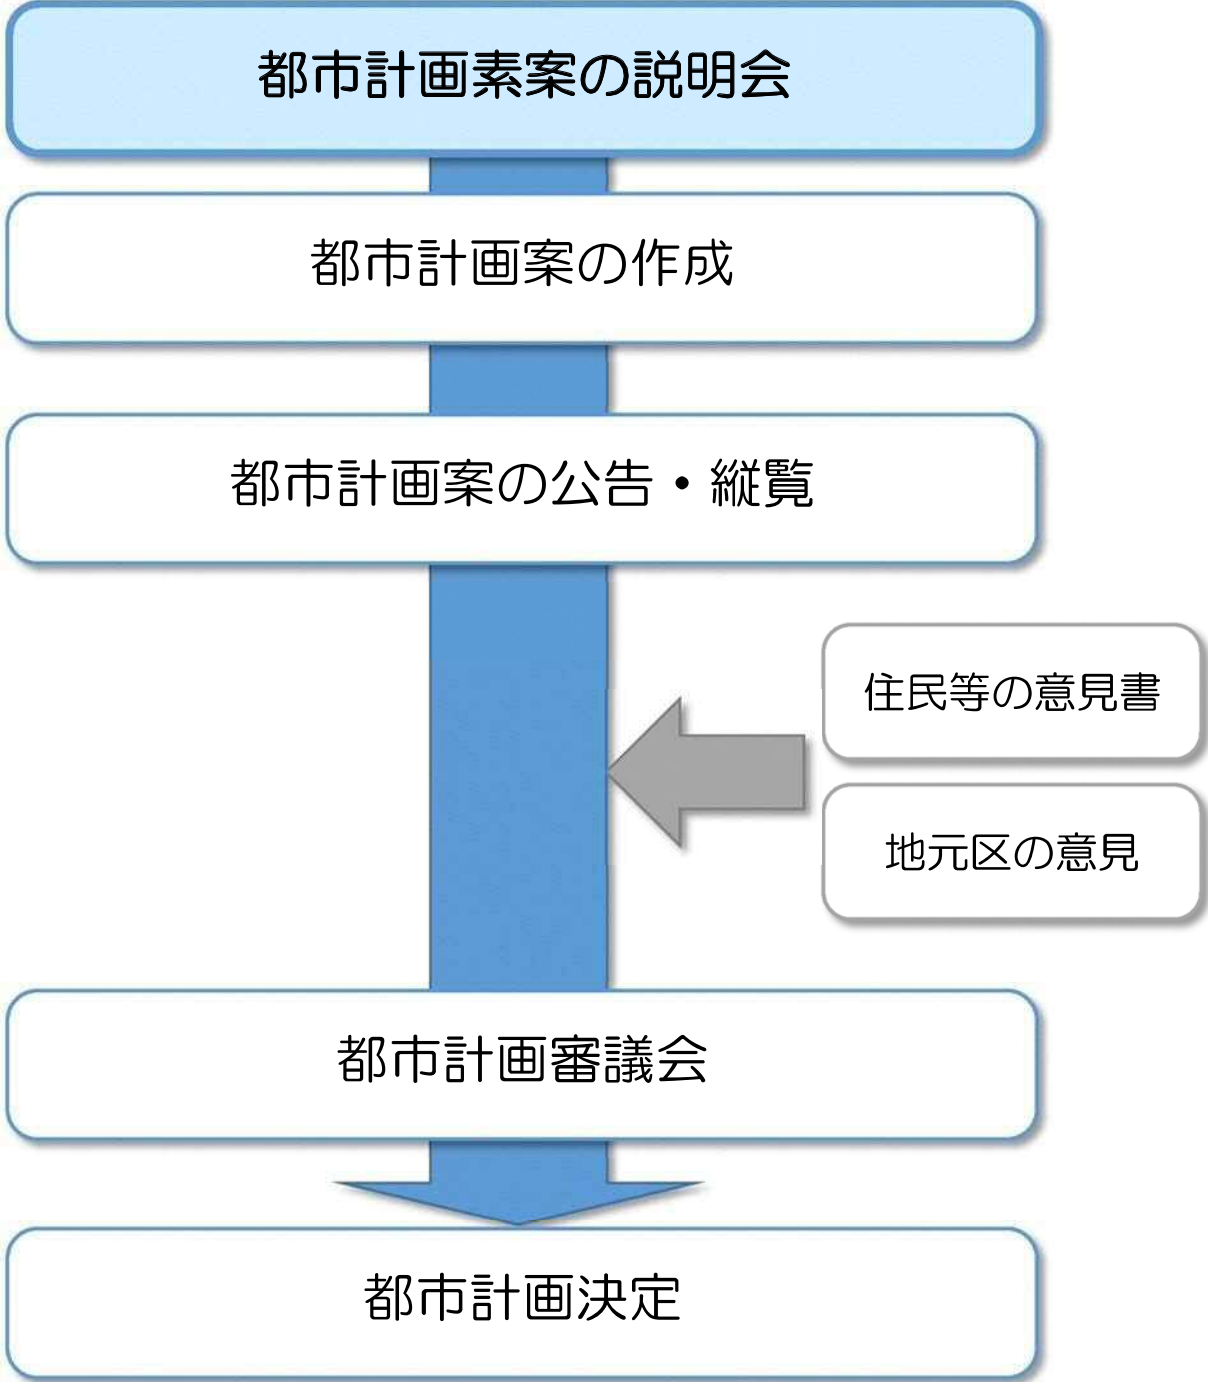 都市計画素案の説明会
都市計画案の作成
都市計画案の公告・縦覧
住民等の意見書
地元区の意見
都市計画審議会
都市計画決定